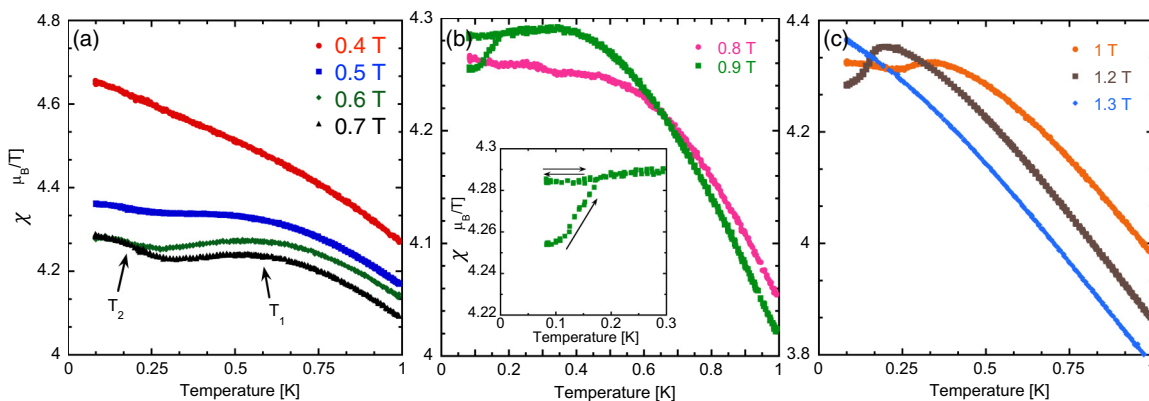 (a)
0.4 T
0.5 T
0.6 T
0.7 T
T₂
T₁
χ μB/T
4.8
4.6
4.4
4.2
4
0 0.25 0.5 0.75 1
Temperature [K]
(b)
0.8 T
0.9 T
χ μB/T
4.3
4.2
4.1
4
0 0.2 0.4 0.6 0.8 1
Temperature [K]
4.3
4.28
4.26
4.24
4.22
0 0.1 0.2 0.3
Temperature [K]
(c)
1 T
1.2 T
1.3 T
4.4
4.2
4
3.8
0 0.25 0.5 0.75 1
Temperature [K]